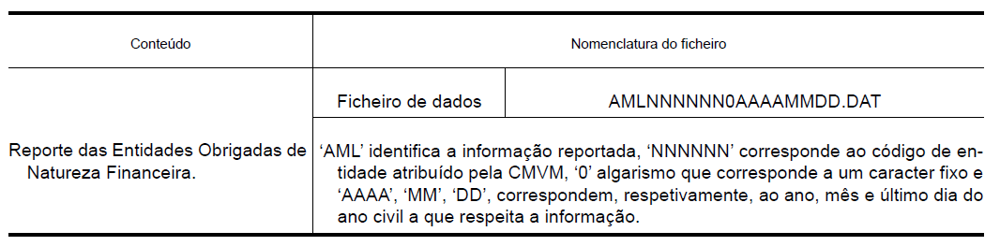 Conteúdo
Nomenclatura do ficheiro
Ficheiro de dados
AMLNNNNNN0AAAAMMDD.DAT
Reporte das Entidades Obrigadas de
Natureza Financeira.
‘AML’ identifica a informação reportada, ‘NNNNNN’ corresponde ao código de en-
tidade atribuído pela CMVM, ‘0’ algarismo que corresponde a um caracter fixo e
‘AAAA’, ‘MM’, ‘DD’, correspondem, respetivamente, ao ano, mês e último dia do
ano civil a que respeita a informação.